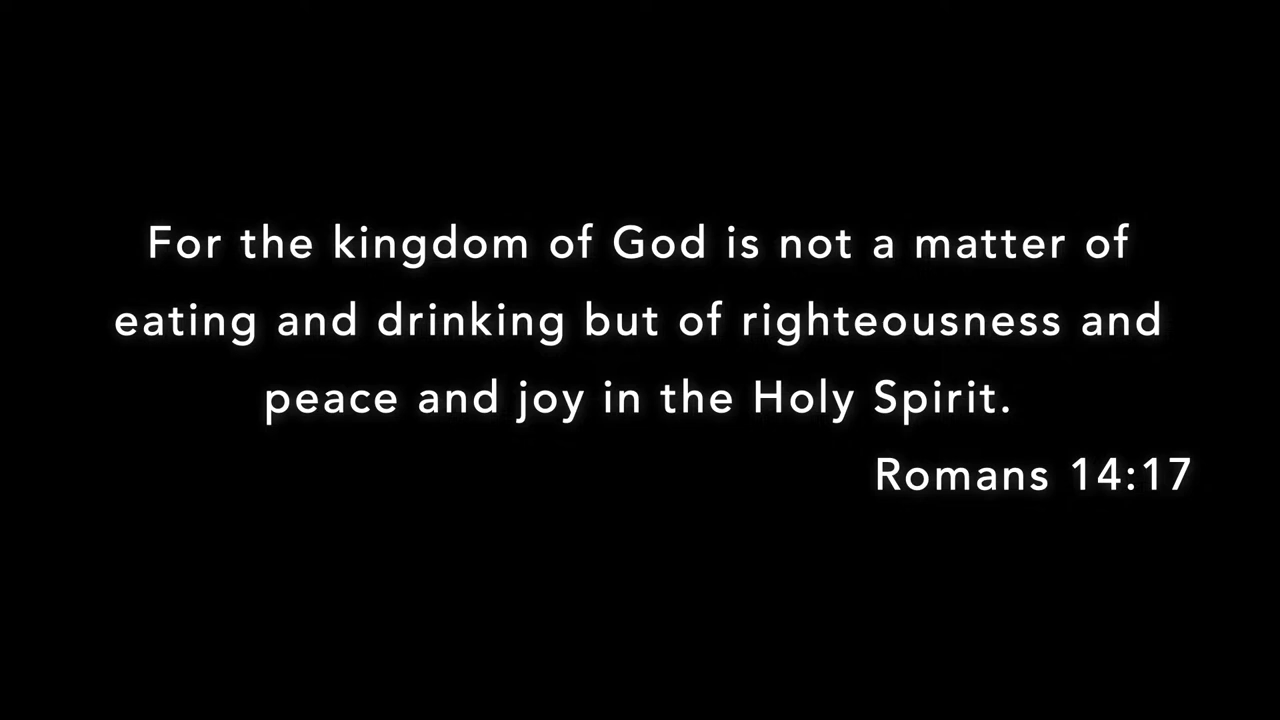 For the kingdom of God is not a matter of
eating and drinking but of righteousness and
peace and joy in the Holy Spirit.
Romans 14:17